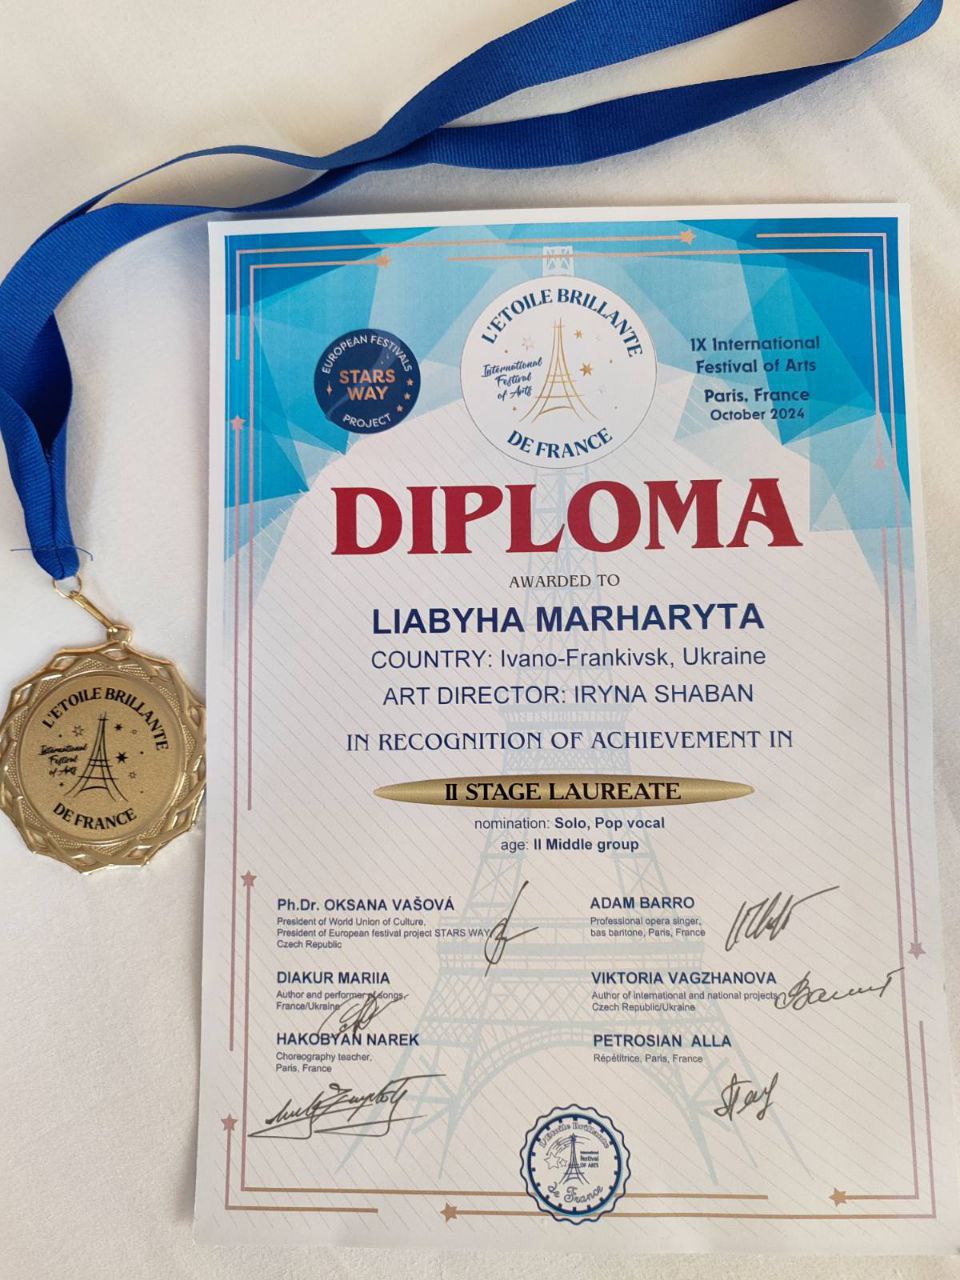 EUROPEAN FESTIVALS
STARS
WAY
PROJECT
L'ETOILE BRILLANTE
International
Festival
of Arts
DE FRANCE
IX International
Festival of Arts
Paris, France
October 2024
DIPLOMA
AWARDED TO
LIABYHA MARHARYTA
COUNTRY: Ivano-Frankivsk, Ukraine
ART DIRECTOR: IRYNA SHABAN
IN RECOGNITION OF ACHIEVEMENT IN
II STAGE LAUREATE
nomination: Solo, Pop vocal
age: II Middle group
Ph.Dr. OKSANA VAŠOVÁ
President of World Union of Culture,
President of European festival project STARS WAY
Czech Republic
ADAM BARRO
Professional opera singer,
bas baritone, Paris, France
DIAKUR MARIIA
Author and performer of songs,
France/Ukraine
VIKTORIA VAGZHANOVA
Author of international and national projects
Czech Republic/Ukraine
HAKOBYAN NAREK
Choreography teacher,
Paris, France
PETROSIAN ALLA
Répétitrice, Paris, France
L'Etoile Brillante
International
Festival
OF ARTS
de France
L'ETOILE BRILLANTE
International
Festival
of Arts
DE FRANCE